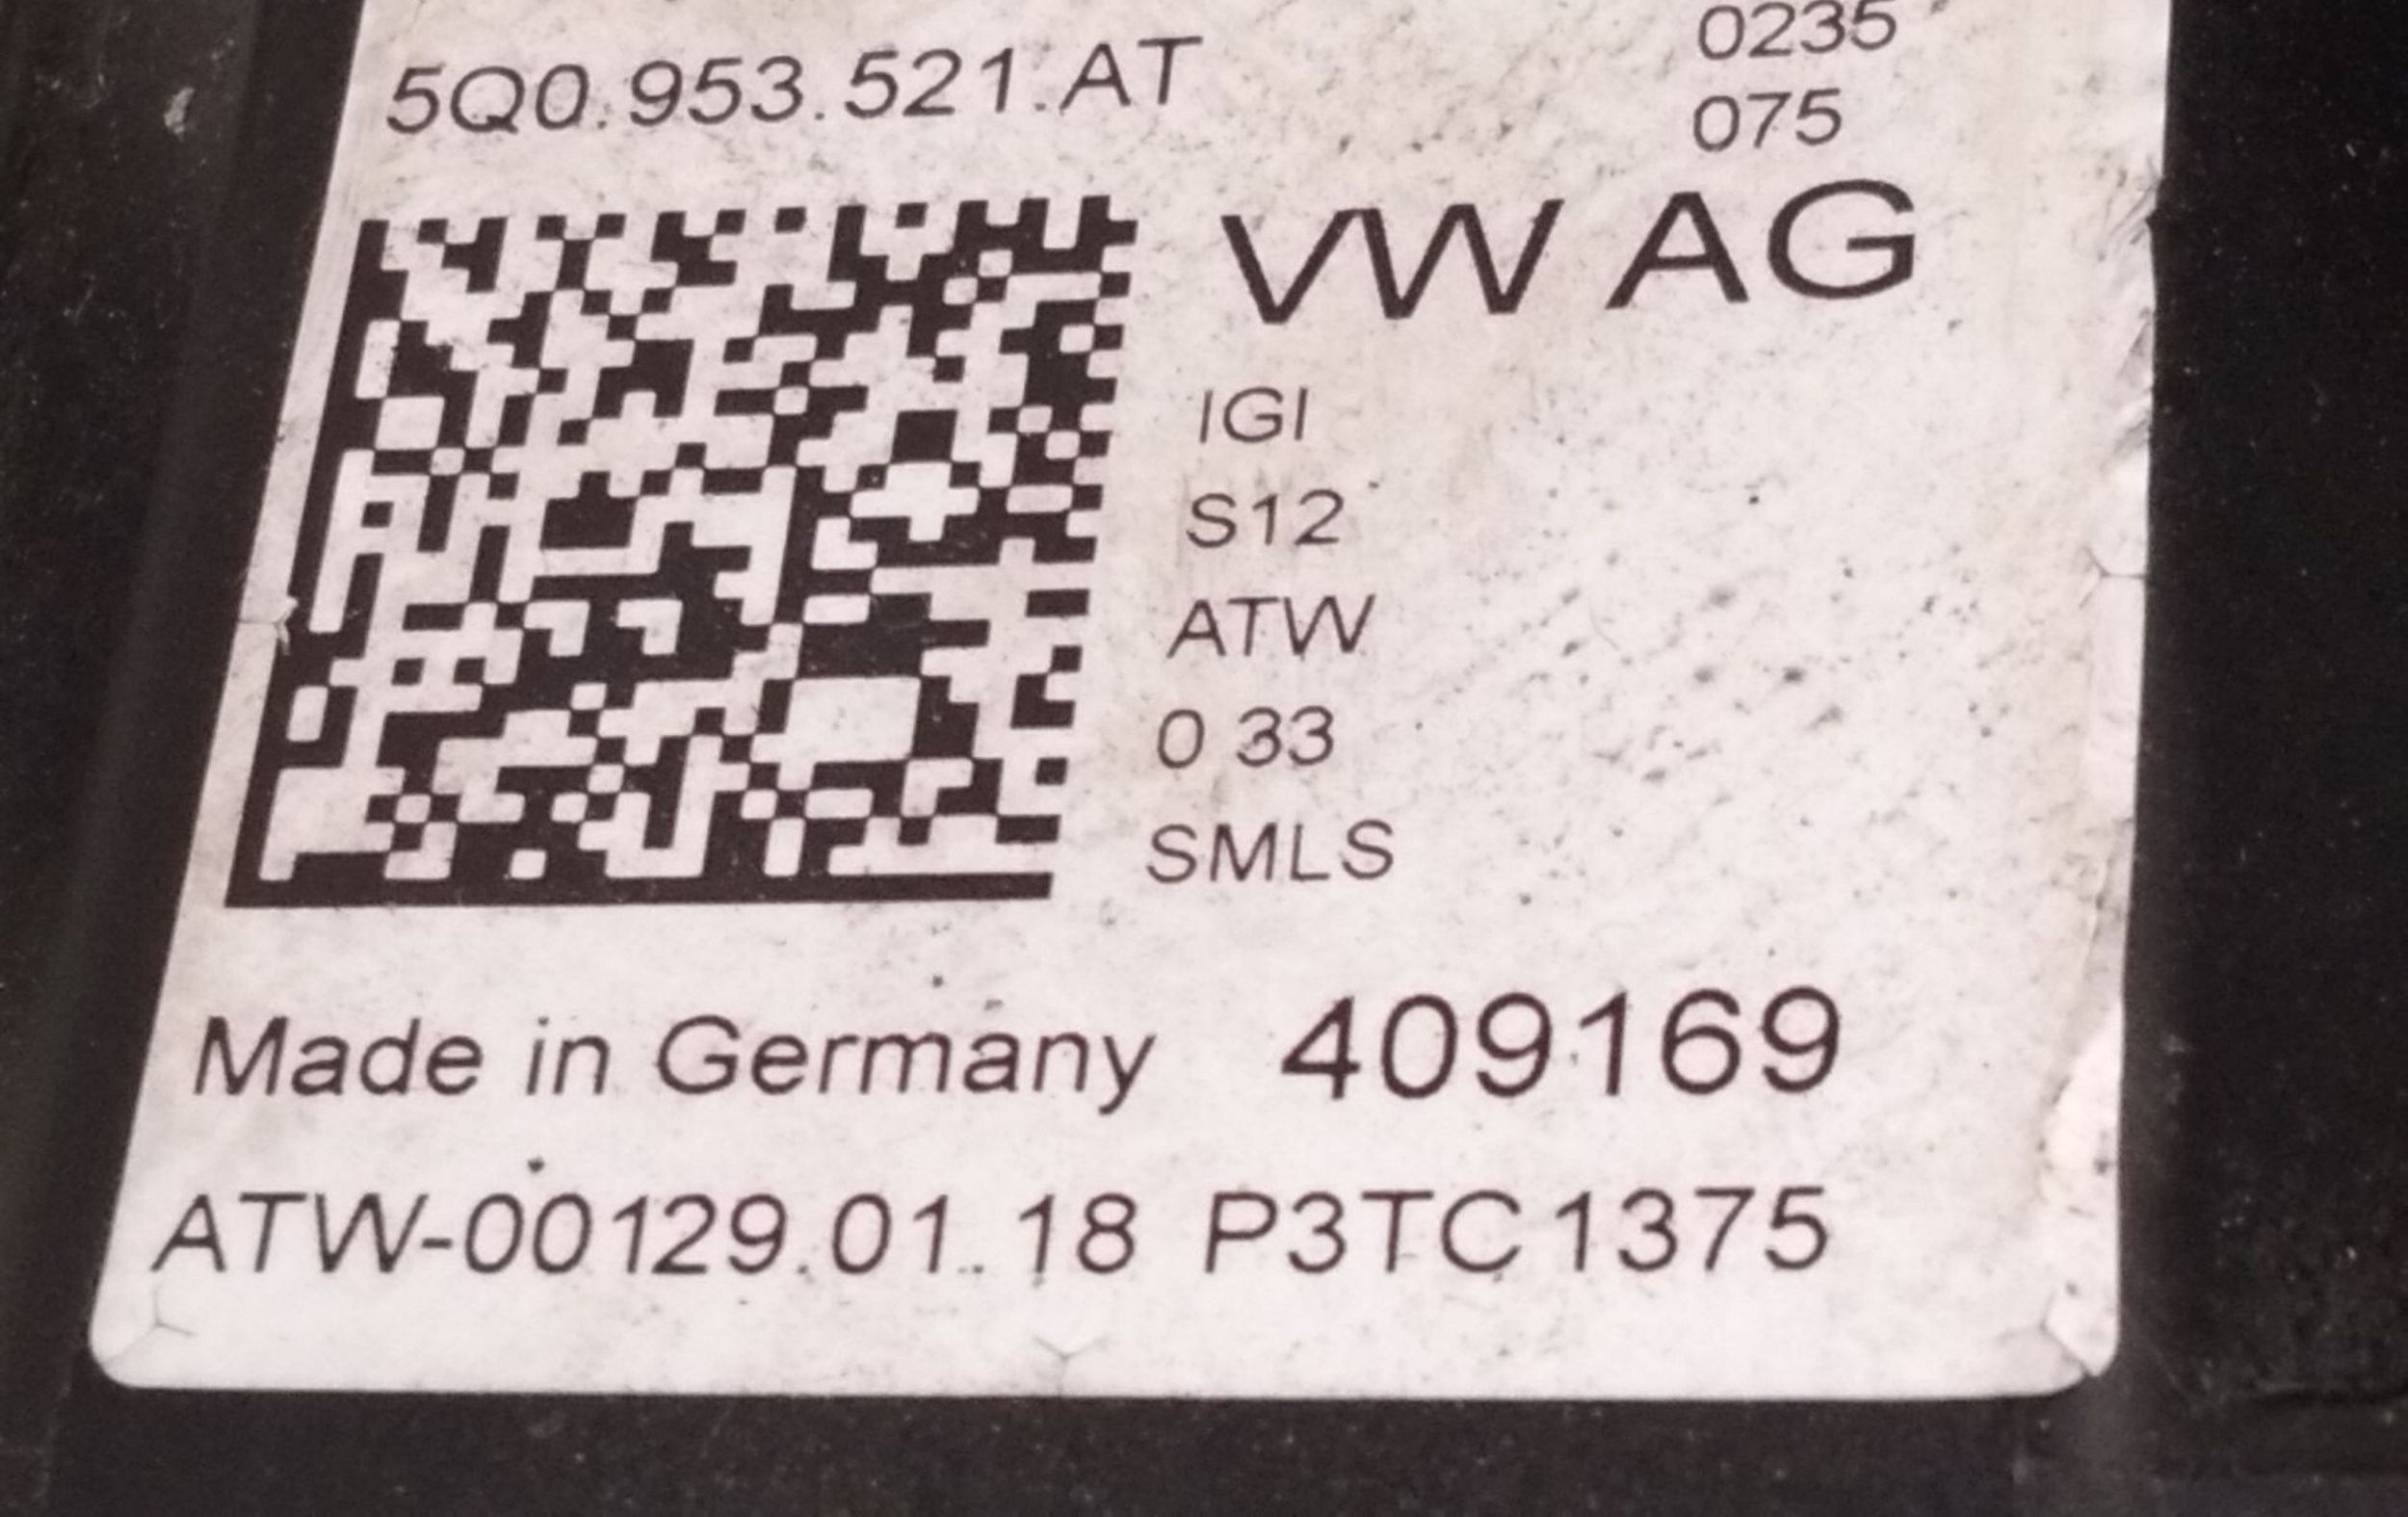 5Q0.953.521.AT
0235
075
VW AG
IGI
S12
ATW
0 33
SMLS
Made in Germany 409169
ATW-00129.01.18 P3TC1375